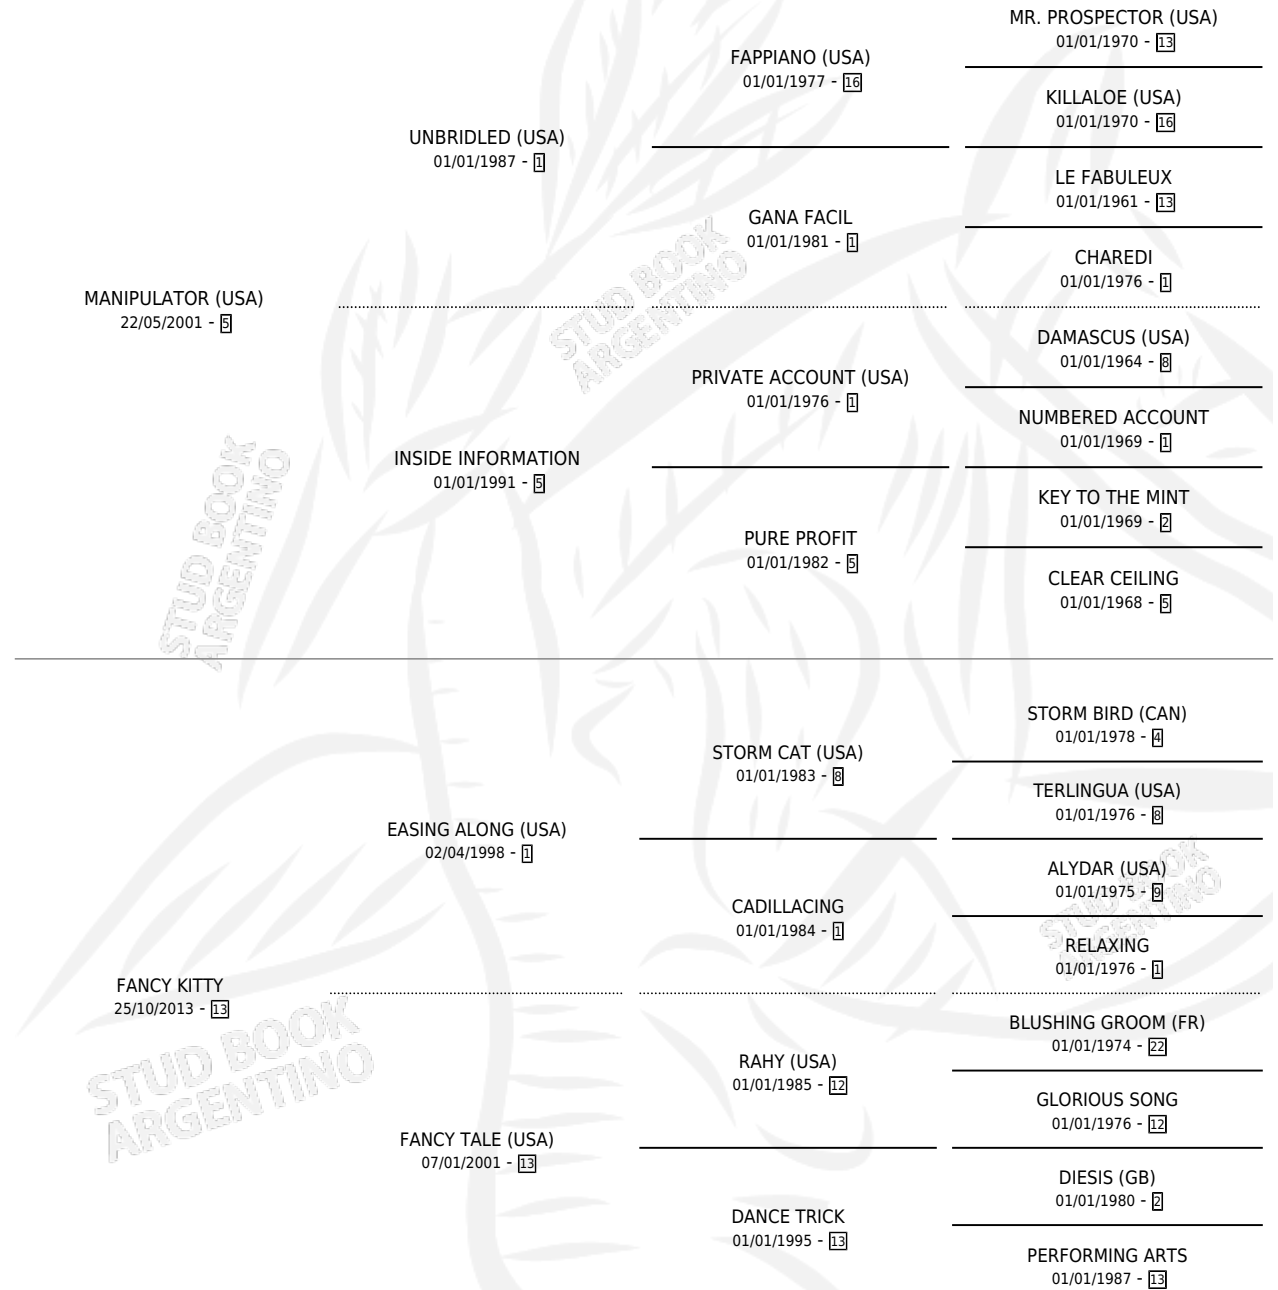 MR. PROSPECTOR (USA)
01/01/1970 - 13
FAPPIANO (USA)
01/01/1977 - 16
KILLALOE (USA)
01/01/1970 - 16
UNBRIDLED (USA)
01/01/1987 - 1
LE FABULEUX
01/01/1961 - 13
GANA FACIL
01/01/1981 - 1
CHAREDI
01/01/1976 - 1
MANIPULATOR (USA)
22/05/2001 - 5
DAMASCUS (USA)
01/01/1964 - 8
PRIVATE ACCOUNT (USA)
01/01/1976 - 1
NUMBERED ACCOUNT
01/01/1969 - 1
INSIDE INFORMATION
01/01/1991 - 5
KEY TO THE MINT
01/01/1969 - 2
PURE PROFIT
01/01/1982 - 5
CLEAR CEILING
01/01/1968 - 5
STUD BOOK
ARGENTINO
STUD BOOK
ARGENTINO
STORM BIRD (CAN)
01/01/1978 - 4
STORM CAT (USA)
01/01/1983 - 8
TERLINGUA (USA)
01/01/1976 - 8
EASING ALONG (USA)
02/04/1998 - 1
ALYDAR (USA)
01/01/1975 - 9
CADILLACING
01/01/1984 - 1
RELAXING
01/01/1976 - 1
STUD BOOK
ARGENTINO
FANCY KITTY
25/10/2013 - 13
BLUSHING GROOM (FR)
01/01/1974 - 22
RAHY (USA)
01/01/1985 - 12
GLORIOUS SONG
01/01/1976 - 12
STUD BOOK
ARGENTINO
FANCY TALE (USA)
07/01/2001 - 13
DIESIS (GB)
01/01/1980 - 2
DANCE TRICK
01/01/1995 - 13
PERFORMING ARTS
01/01/1987 - 13